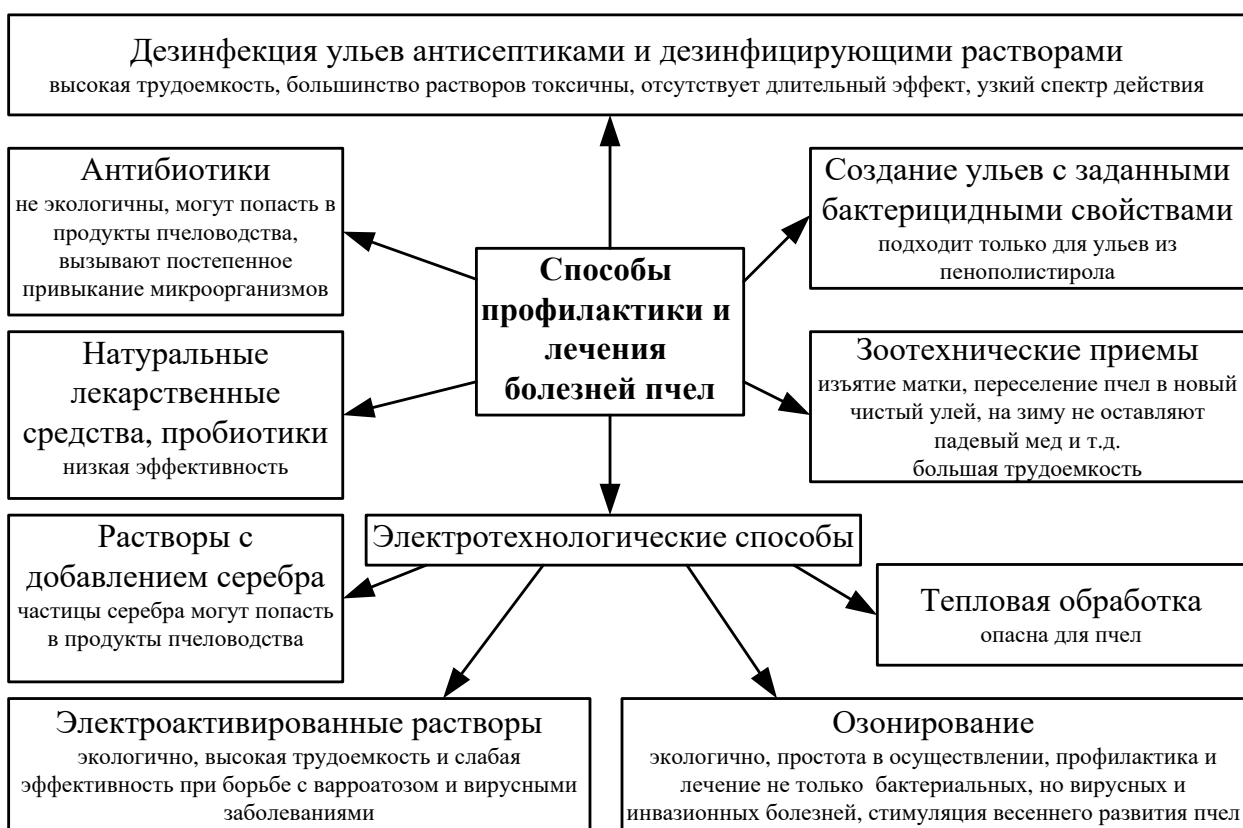 Дезинфекция ульев антисептиками и дезинфицирующими растворами
высокая трудоемкость, большинство растворов токсичны, отсутствует длительный эффект, узкий спектр действия
Антибиотики
не экологичны, могут попасть в
продукты пчеловодства,
вызывают постепенное
привыкание микроорганизмов
Создание ульев с заданными
бактерицидными свойствами
подходит только для ульев из
пенополистирола
Способы
профилактики и
лечения
болезней пчел
Натуральные
лекарственные
средства, пробиотики
низкая эффективность
Зоотехнические приемы
изъятие матки, переселение пчел в новый
чистый улей, на зиму не оставляют
падевый мед и т.д.
большая трудоемкость
Электротехнологические способы
Растворы с
добавлением серебра
частицы серебра могут попасть
в продукты пчеловодства
Тепловая обработка
опасна для пчел
Электроактивированные растворы
экологично, высокая трудоемкость и слабая
эффективность при борьбе с варроатозом и вирусными
заболеваниями
Озонирование
экологично, простота в осуществлении, профилактика и
лечение не только бактериальных, но вирусных и
инвазионных болезней, стимуляция весеннего развития пчел